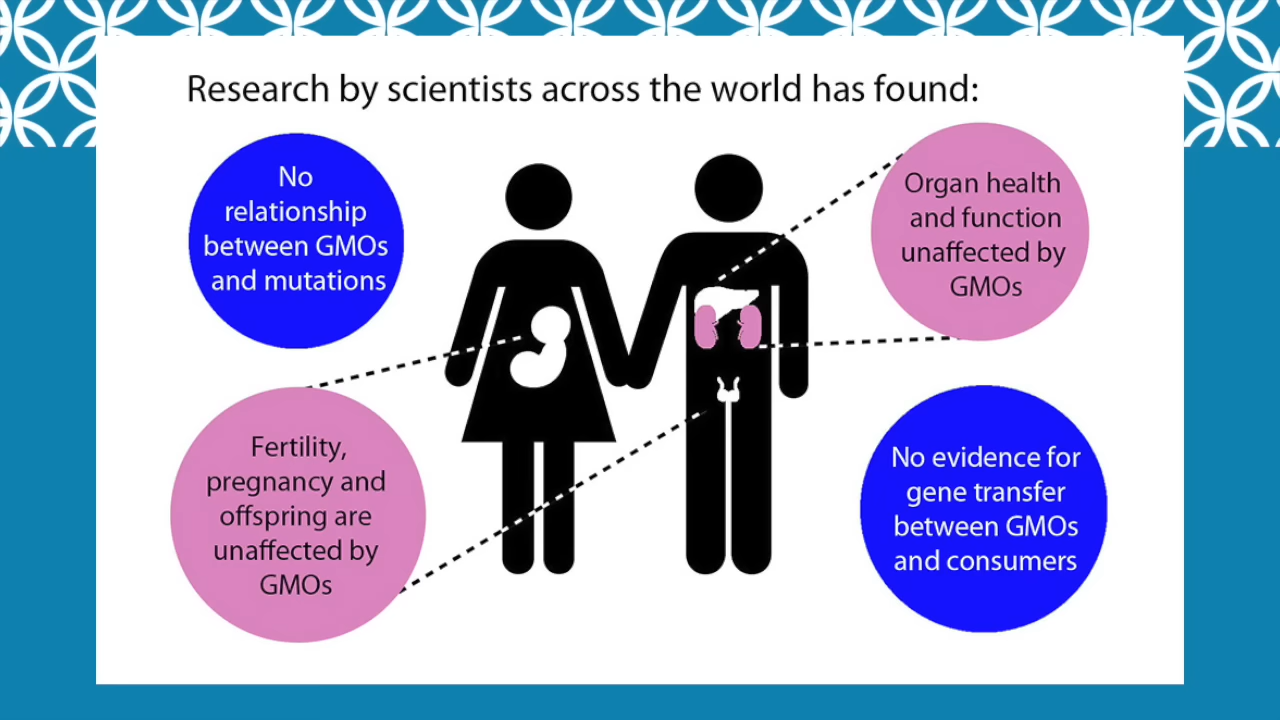 Research by scientists across the world has found:
No
relationship
between GMOs
and mutations
Organ health
and function
unaffected by
GMOs
Fertility,
pregnancy and
offspring are
unaffected by
GMOs
No evidence for
gene transfer
between GMOs
and consumers